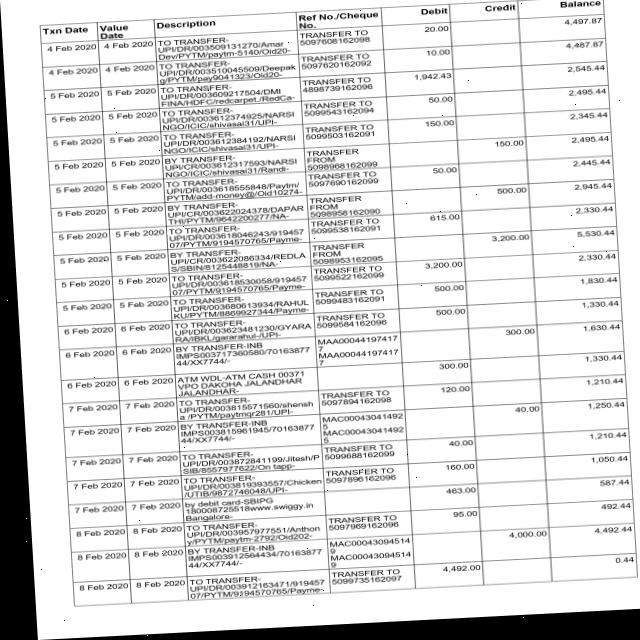 Txn Date Value Date Description Ref No./Cheque No. Debit Credit Balance
4 Feb 2020 4 Feb 2020 TO TRANSFER- TRANSFER TO 20.00 4,497.87
UPI/DR/003509131270/Amar 5097608162098
Dev/PYTM/paytm-5140/Oid20-
4 Feb 2020 4 Feb 2020 TO TRANSFER- TRANSFER TO 10.00 4,487.87
UPI/DR/003510045509/Deepak 5097620162092
g/PYTM/pay9041323/Oid20-
5 Feb 2020 5 Feb 2020 TO TRANSFER- TRANSFER TO 1,942.43 2,545.44
UPI/DR/003609217504/DMI 4898739162096
FINA/HDFC/redcarpet./RedCa-
5 Feb 2020 5 Feb 2020 TO TRANSFER- TRANSFER TO 50.00 2,495.44
UPI/DR/003612374925/NARSI 5099543162094
NGO/ICIC/shivasai31/UPI-
5 Feb 2020 5 Feb 2020 TO TRANSFER- TRANSFER TO 150.00 2,345.44
UPI/DR/003612384192/NARSI 5099503162091
NGO/ICIC/shivasai31/UPI-
5 Feb 2020 5 Feb 2020 BY TRANSFER- TRANSFER 150.00 2,495.44
UPI/CR/003612317593/NARSI FROM
NGO/ICIC/shivasai31/Randi- 5098968162099
5 Feb 2020 5 Feb 2020 TO TRANSFER- TRANSFER TO 50.00 2,445.44
UPI/DR/003618555848/Paytm/ 5097690162099
PYTM/add-money@/Oid10274-
5 Feb 2020 5 Feb 2020 BY TRANSFER- TRANSFER 500.00 2,945.44
UPI/CR/003622024378/DAPAR FROM
THI/PYTM/9642200277/NA- 5098958162090
5 Feb 2020 5 Feb 2020 TO TRANSFER- TRANSFER TO 615.00 2,330.44
UPI/DR/003618046243/919457 5099538162091
07/PYTM/9194570765/Payme-
5 Feb 2020 5 Feb 2020 BY TRANSFER- TRANSFER 3,200.00 5,530.44
UPI/CR/003622086334/REDLA FROM
S/SBIN/8125448819/NA- 5098953162095
5 Feb 2020 5 Feb 2020 TO TRANSFER- TRANSFER TO 3,200.00 2,330.44
UPI/DR/003618530058/919457 5099522162099
07/PYTM/9194570765/Payme-
5 Feb 2020 5 Feb 2020 TO TRANSFER- TRANSFER TO 500.00 1,830.44
UPI/DR/003680613934/RAHUL 5099483162091
KU/PYTM/8869927344/Payme-
6 Feb 2020 6 Feb 2020 TO TRANSFER- TRANSFER TO 500.00 1,330.44
UPI/DR/003623481230/GYARA 5099584162096
RA/IBKL/gararahul-/UPI-
6 Feb 2020 6 Feb 2020 BY TRANSFER-INB MAA00044197417 300.00 1,630.44
IMPS003717360580/70163877 7
44/XX7744/- MAA00044197417
7
6 Feb 2020 6 Feb 2020 ATM WDL-ATM CASH 00371 300.00 1,330.44
VPO DAKOHA JALANDHAR
JALANDHAR-
7 Feb 2020 7 Feb 2020 TO TRANSFER- TRANSFER TO 120.00 1,210.44
UPI/DR/003815571560/shensh 5097894162098
a /PYTM/paytmqr281/UPI-
7 Feb 2020 7 Feb 2020 BY TRANSFER-INB MAC00043041492 40.00 1,250.44
IMPS003815961945/70163877 5
44/XX7744/- MAC00043041492
5
7 Feb 2020 7 Feb 2020 TO TRANSFER- TRANSFER TO 40.00 1,210.44
UPI/DR/003872841199/Jitesh/P 5099688162099
SIB/8557977622/On tapp-
7 Feb 2020 7 Feb 2020 TO TRANSFER- TRANSFER TO 160.00 1,050.44
UPI/DR/003819393557/Chicken 5097896162096
/UTIB/9872746048/UPI-
7 Feb 2020 7 Feb 2020 by debit card-SBIPG 463.00 587.44
180008725518www.swiggy.in
Bangalore-
8 Feb 2020 8 Feb 2020 TO TRANSFER- TRANSFER TO 95.00 492.44
UPI/DR/003957977551/Anthon 5097969162096
y/PYTM/paytm-2792/Oid202-
8 Feb 2020 8 Feb 2020 BY TRANSFER-INB MAC00043094514 4,000.00 4,492.44
IMPS003912564434/70163877 9
44/XX7744/- MAC00043094514
9
8 Feb 2020 8 Feb 2020 TO TRANSFER- TRANSFER TO 4,492.00 0.44
UPI/DR/003912163471/919457 5099735162097
07/PYTM/9194570765/Payme-